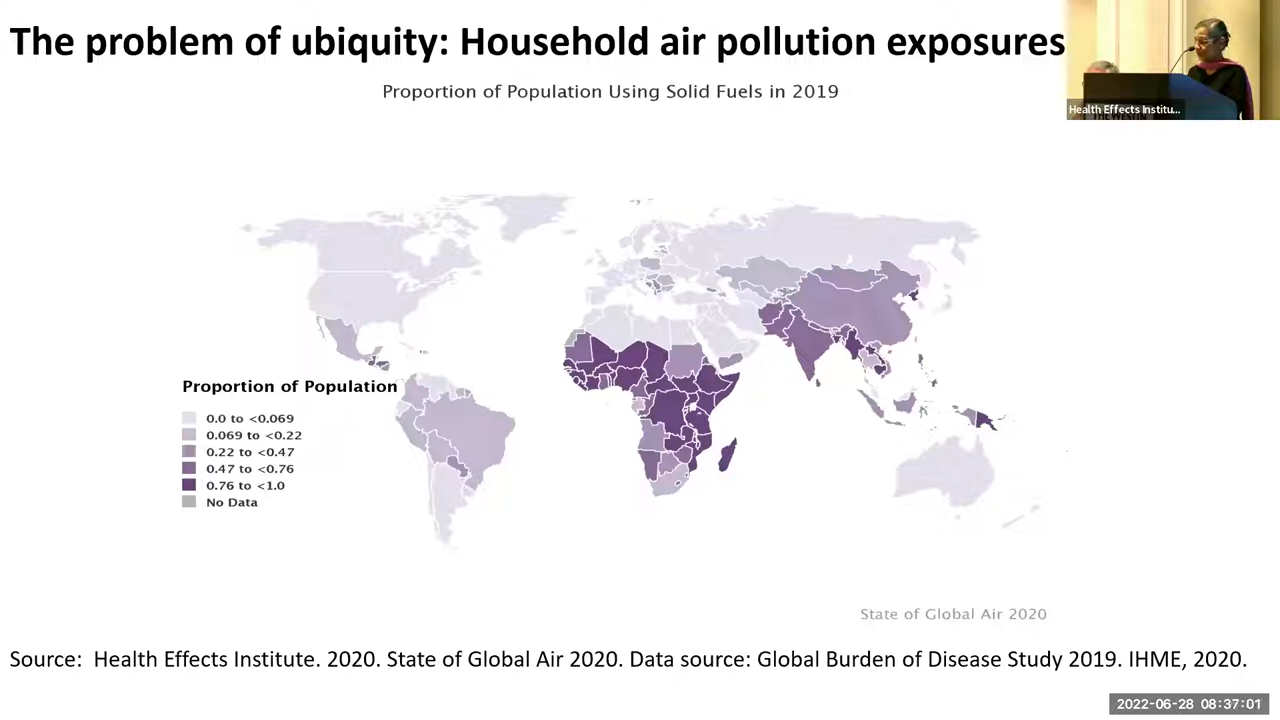 The problem of ubiquity: Household air pollution exposures
Proportion of Population Using Solid Fuels in 2019
Health Effects Institu...
Proportion of Population
0.0 to <0.069
0.069 to <0.22
0.22 to <0.47
0.47 to <0.76
0.76 to <1.0
No Data
State of Global Air 2020
Source: Health Effects Institute. 2020. State of Global Air 2020. Data source: Global Burden of Disease Study 2019. IHME, 2020.
2022-06-28 08:37:01